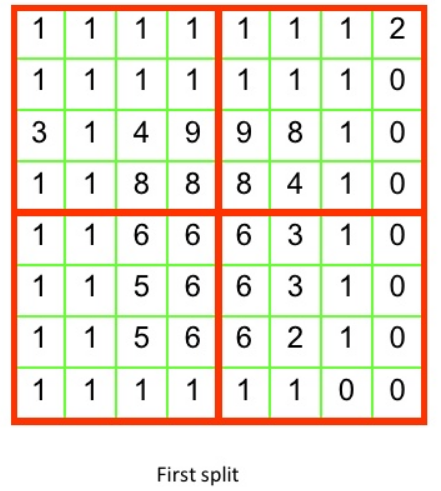 1 1 1 1 1 1 1 2
1 1 1 1 1 1 1 0
3 1 4 9 9 8 1 0
1 1 8 8 8 4 1 0
1 1 6 6 6 3 1 0
1 1 5 6 6 3 1 0
1 1 5 6 6 2 1 0
1 1 1 1 1 1 0 0
First split